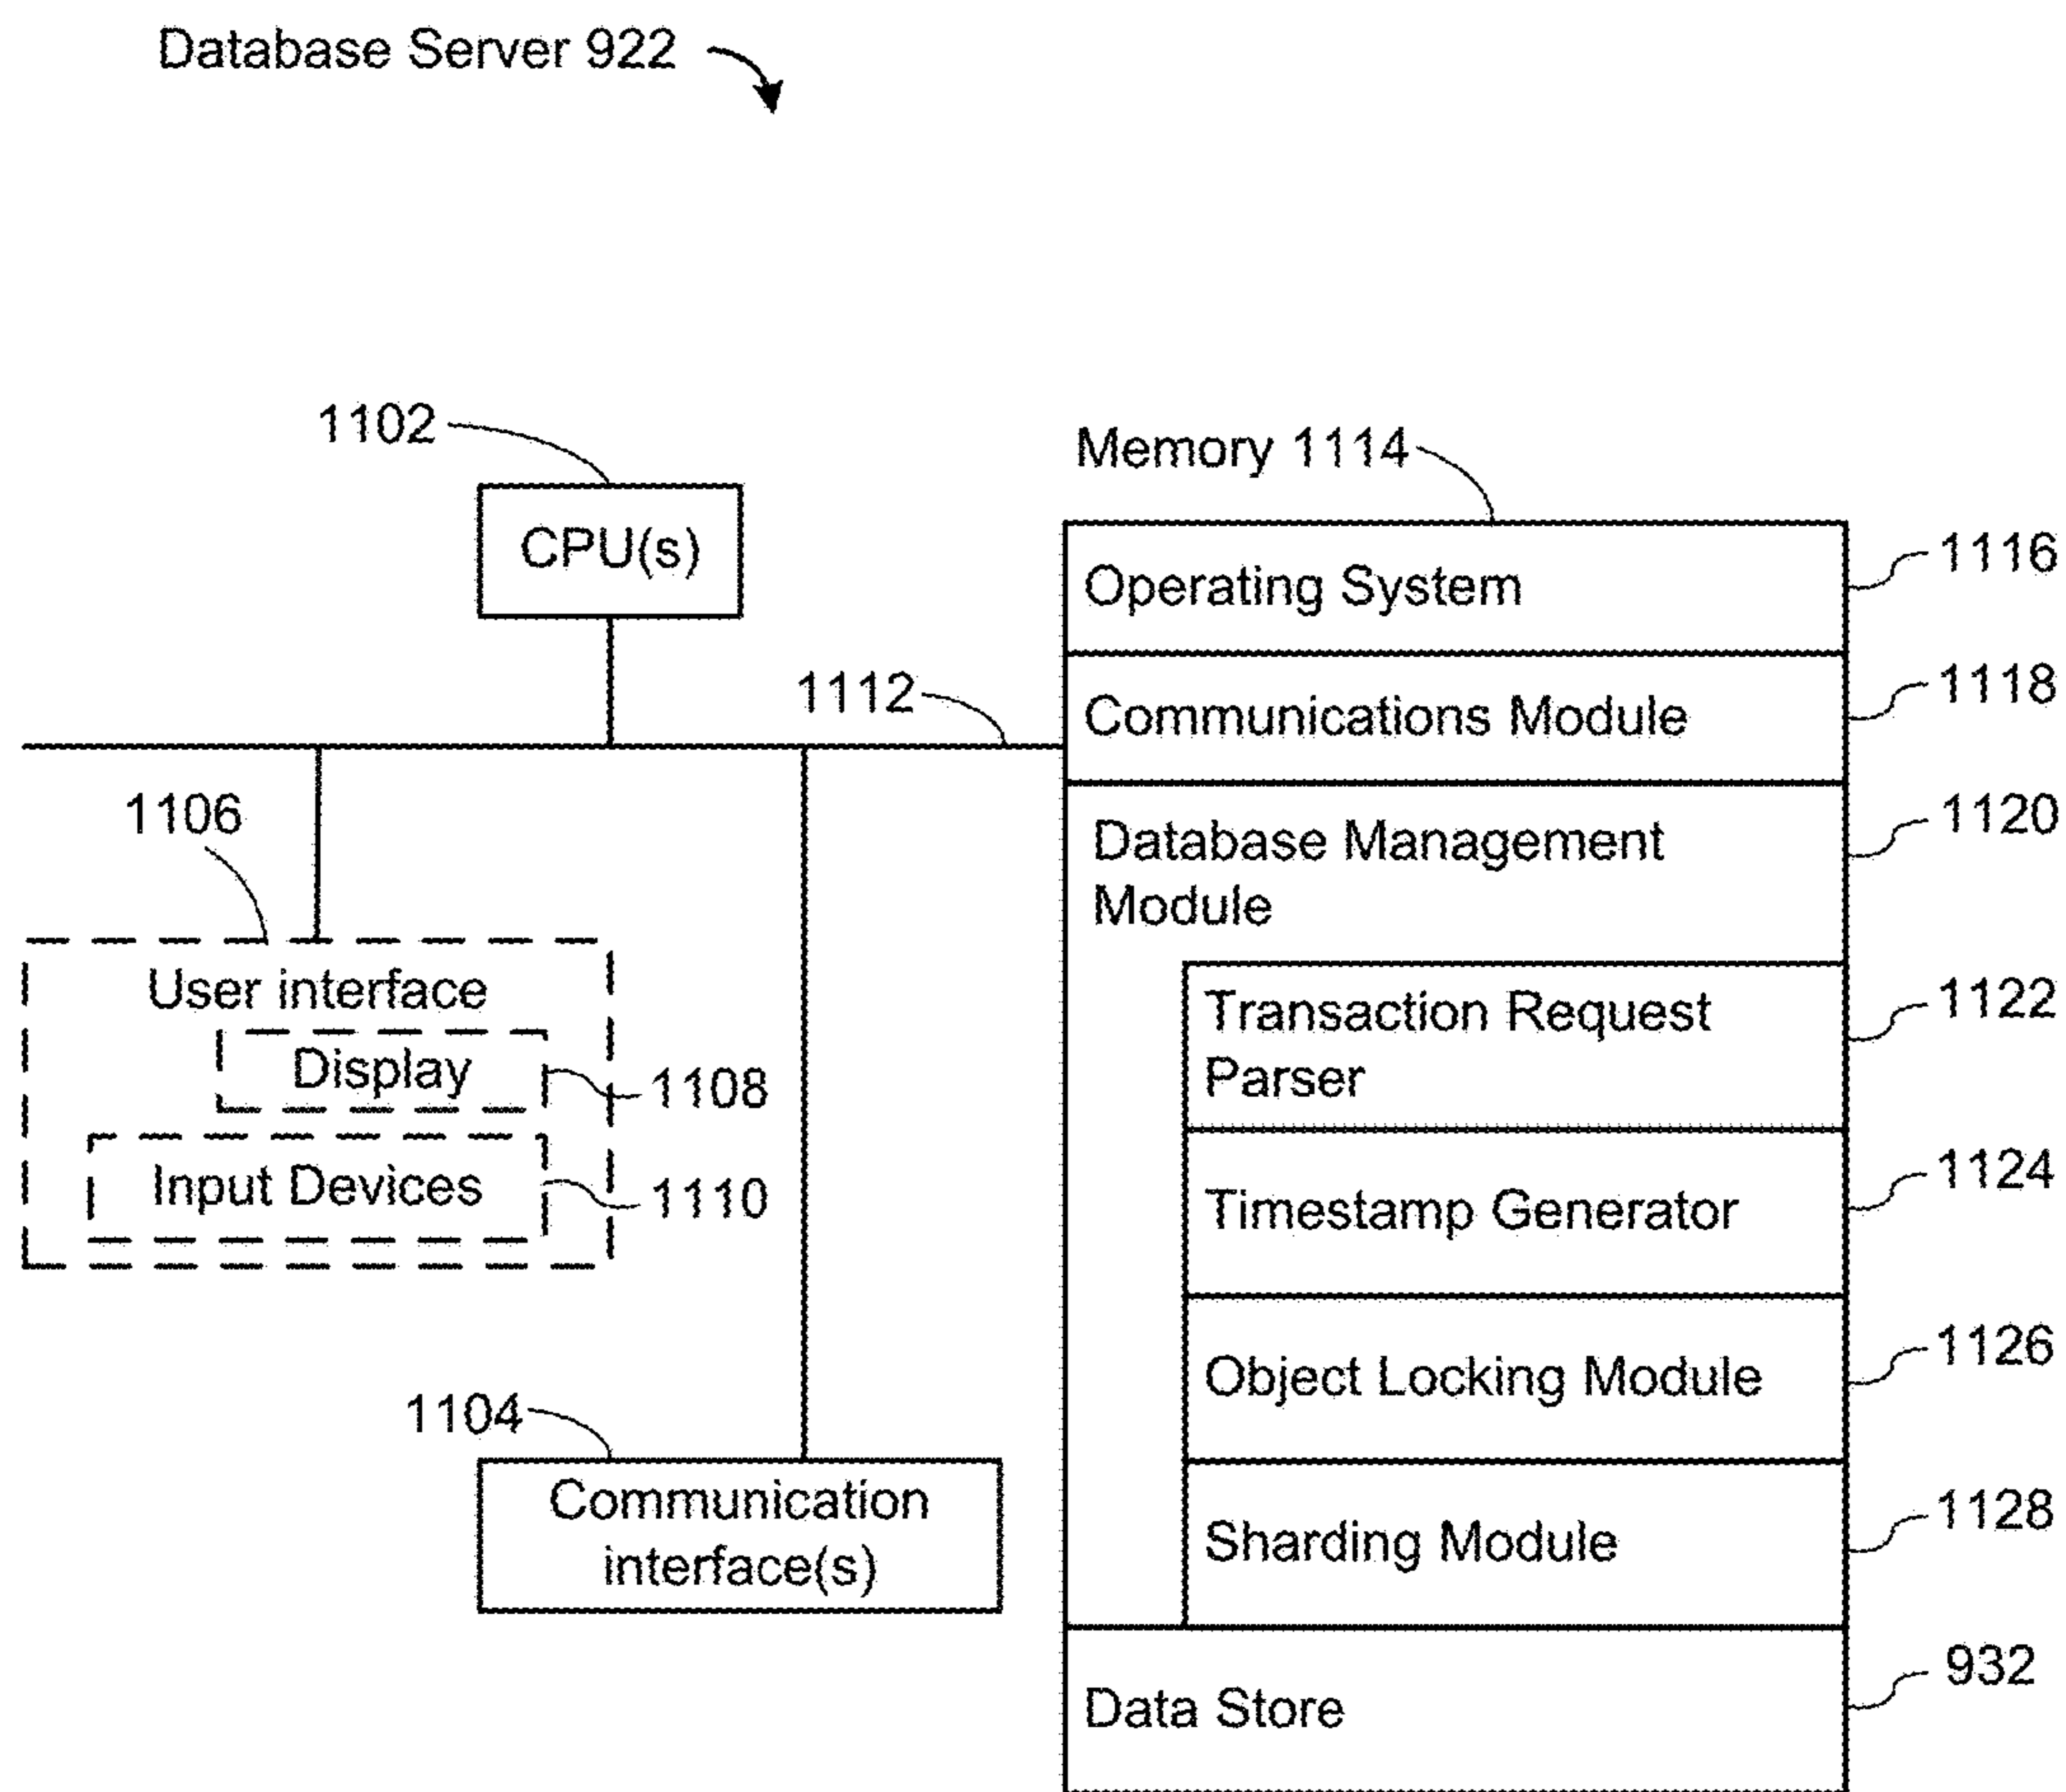 Database Server 922
1102
CPU(s)
1112
1106
User interface
Display
1108
Input Devices
1110
1104
Communication
interface(s)
Memory 1114
Operating System
1116
Communications Module
1118
Database Management
Module
1120
Transaction Request
Parser
1122
Timestamp Generator
1124
Object Locking Module
1126
Sharding Module
1128
Data Store
932